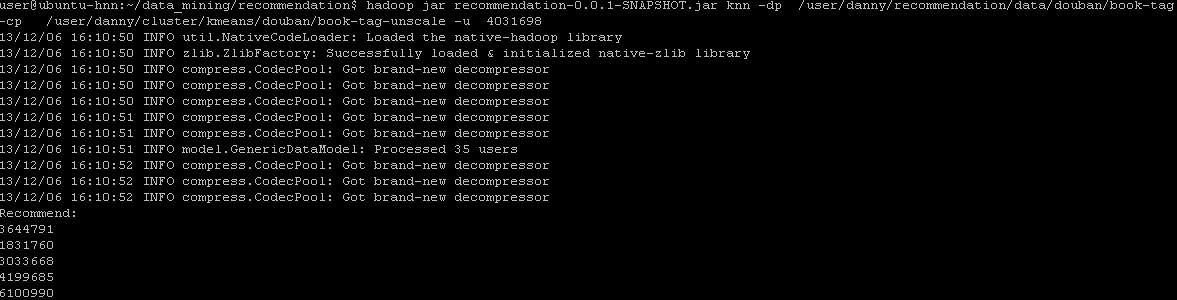 user@ubuntu-hnn:~/data_mining/recommendation$ hadoop jar recommendation-0.0.1-SNAPSHOT.jar knn -dp  /user/danny/recommendation/data/douban/book-tag
-cp   /user/danny/cluster/kmeans/douban/book-tag-unscale -u  4031698
13/12/06 16:10:50 INFO util.NativeCodeLoader: Loaded the native-hadoop library
13/12/06 16:10:50 INFO zlib.ZlibFactory: Successfully loaded & initialized native-zlib library
13/12/06 16:10:50 INFO compress.CodecPool: Got brand-new decompressor
13/12/06 16:10:50 INFO compress.CodecPool: Got brand-new decompressor
13/12/06 16:10:50 INFO compress.CodecPool: Got brand-new decompressor
13/12/06 16:10:51 INFO compress.CodecPool: Got brand-new decompressor
13/12/06 16:10:51 INFO compress.CodecPool: Got brand-new decompressor
13/12/06 16:10:51 INFO model.GenericDataModel: Processed 35 users
13/12/06 16:10:52 INFO compress.CodecPool: Got brand-new decompressor
13/12/06 16:10:52 INFO compress.CodecPool: Got brand-new decompressor
13/12/06 16:10:52 INFO compress.CodecPool: Got brand-new decompressor
Recommend:
3644791
1831760
3033668
4199685
6100990